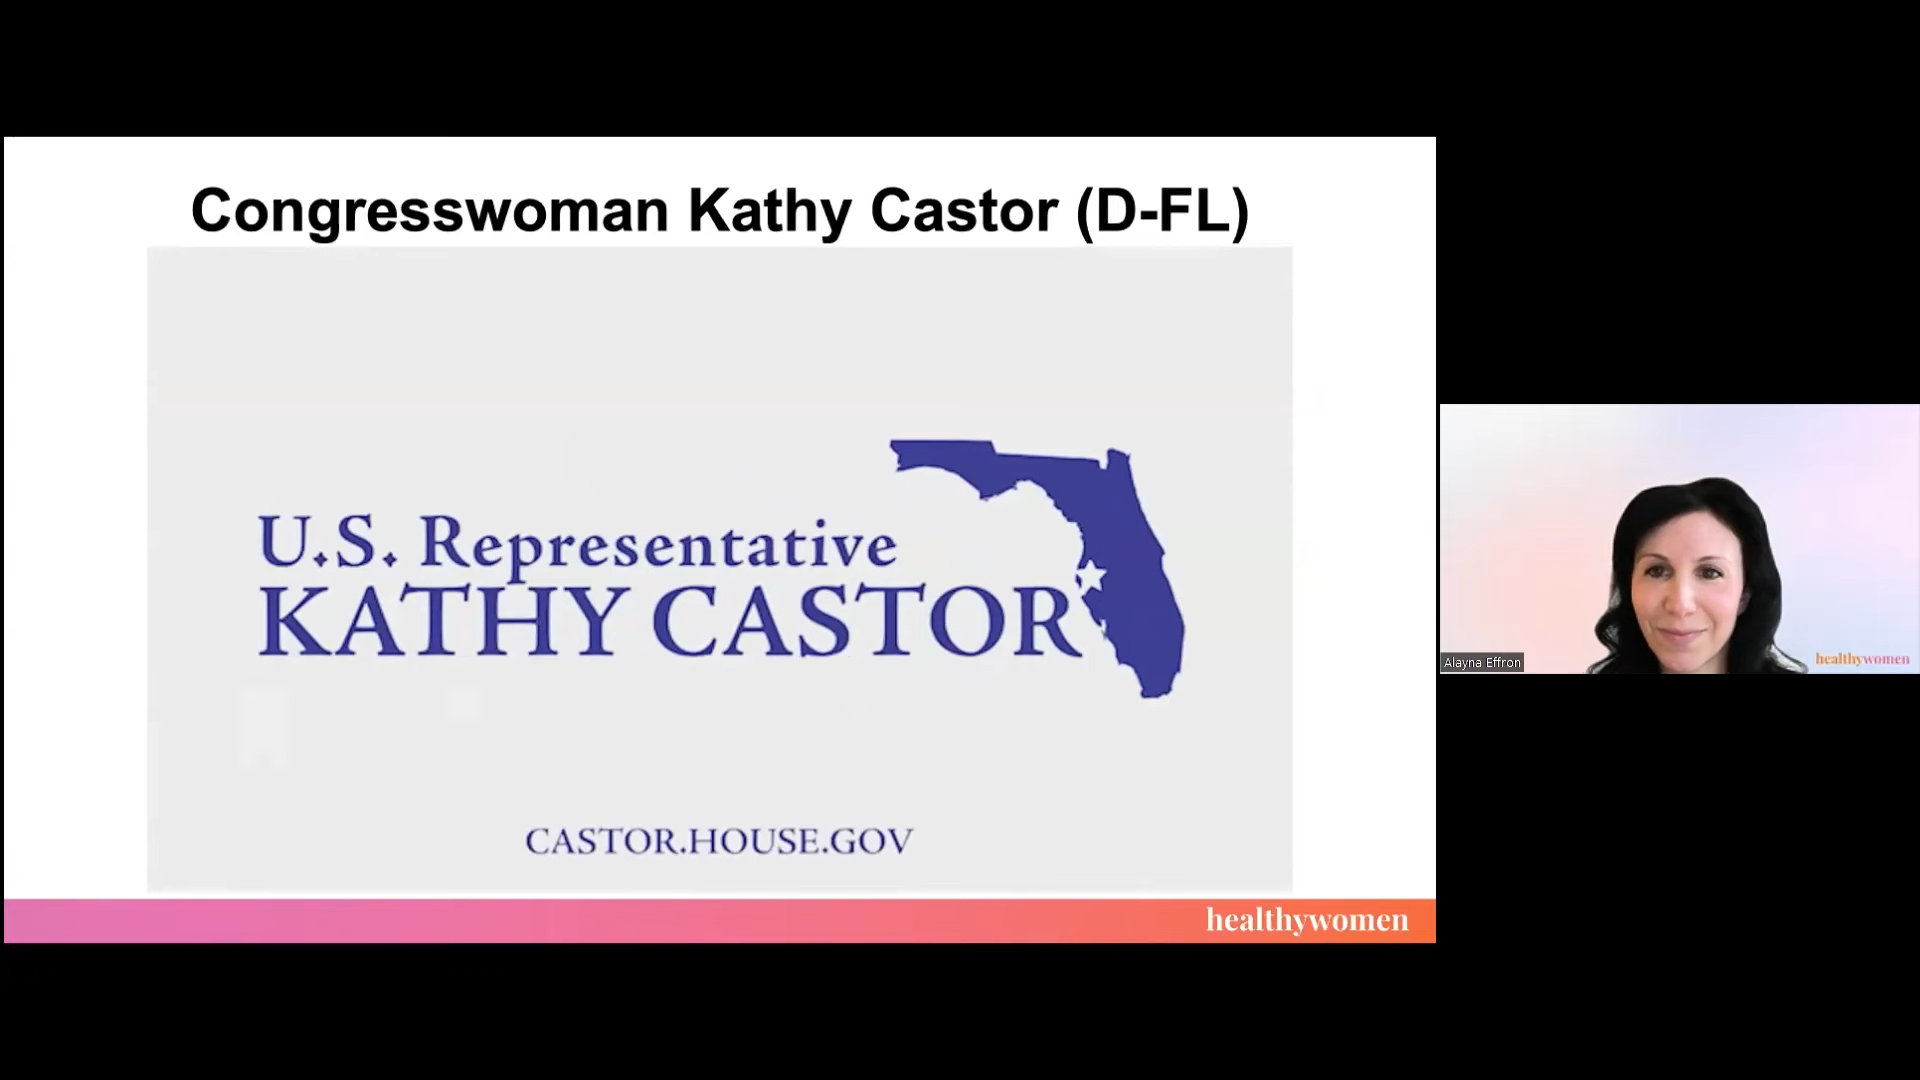 Congresswoman Kathy Castor (D-FL)
U.S. Representative
KATHY CASTOR
CASTOR.HOUSE.GOV
healthywomen
Alayna Effron
healthywomen